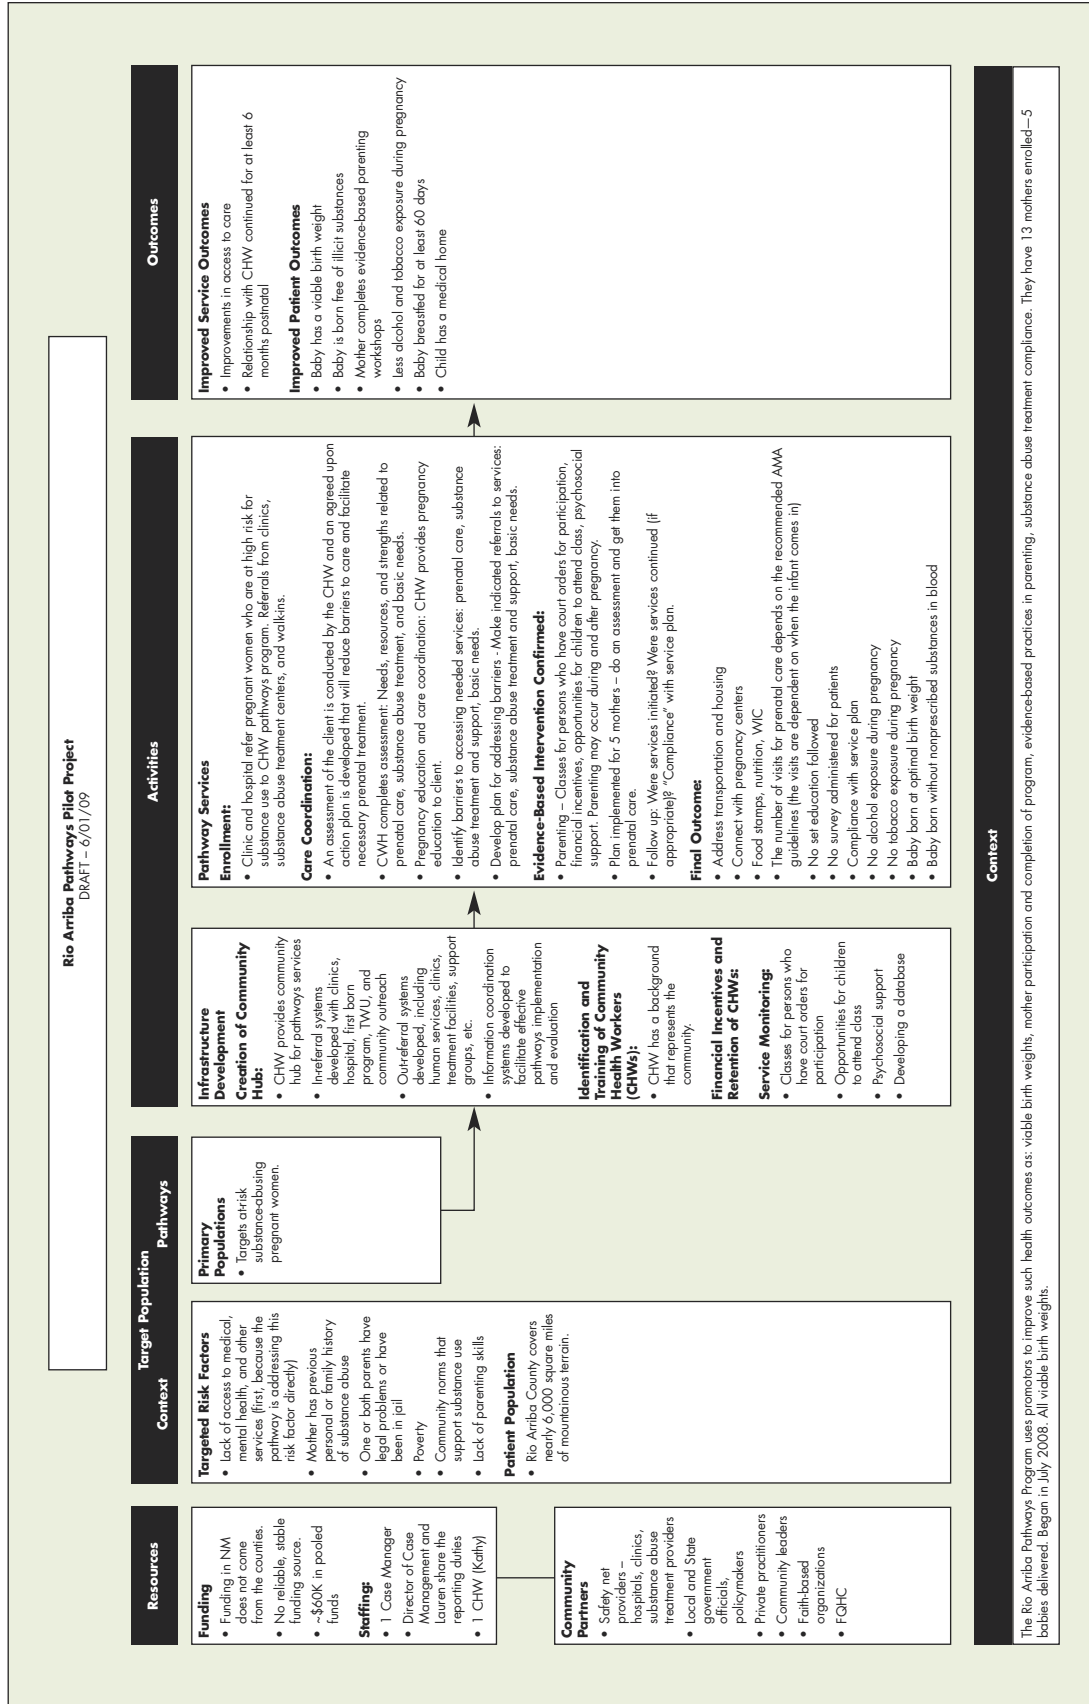 Rio Arriba Pathways Pilot Project
DRAFT – 6/01/09
Resources
Funding
• Funding in NM
does not come
from the counties.
• No reliable, stable
funding source.
• ~$60K in pooled
funds
Staffing:
• 1 Case Manager
• Director of Case
Management and
Lauren share the
reporting duties
• 1 CHW (Kathy)
Community
Partners
• Safety net
providers –
hospitals, clinics,
substance abuse
treatment providers
• Local and State
government
officials,
policymakers
• Private practitioners
• Community leaders
• Faith-based
organizations
• FQHC
Target Population
Context
Pathways
Targeted Risk Factors
• Lack of access to medical,
mental health, and other
services (first, because the
pathway is addressing this
risk factor directly)
• Mother has previous
personal or family history
of substance abuse
• One or both parents have
legal problems or have
been in jail
• Poverty
• Community norms that
support substance use
• Lack of parenting skills
Patient Population
• Rio Arriba County covers
nearly 6,000 square miles
of mountainous terrain.
Primary
Populations
• Targets at-risk
substance-abusing
pregnant women.
Activities
Infrastructure
Development
Creation of Community
Hub:
• CHW provides community
hub for pathways services
• In-referral systems
developed with clinics,
hospital, first born
program, TWU, and
community outreach
• Out-referral systems
developed, including
human services, clinics,
treatment facilities, support
groups, etc.
• Information coordination
systems developed to
facilitate effective
pathways implementation
and evaluation
Identification and
Training of Community
Health Workers
(CHWs):
• CHW has a background
that represents the
community.
Financial Incentives and
Retention of CHWs:
Service Monitoring:
• Classes for persons who
have court orders for
participation
• Opportunities for children
to attend class
• Psychosocial support
• Developing a database
Pathway Services
Enrollment:
• Clinic and hospital refer pregnant women who are at high risk for
substance use to CHW pathways program. Referrals from clinics,
substance abuse treatment centers, and walk-ins.
Care Coordination:
• An assessment of the client is conducted by the CHW and an agreed upon
action plan is developed that will reduce barriers to care and facilitate
necessary prenatal treatment.
• CWH completes assessment: Needs, resources, and strengths related to
prenatal care, substance abuse treatment, and basic needs.
• Pregnancy education and care coordination: CHW provides pregnancy
education to client.
• Identify barriers to accessing needed services: prenatal care, substance
abuse treatment and support, basic needs.
• Develop plan for addressing barriers - Make indicated referrals to services:
prenatal care, substance abuse treatment and support, basic needs.
Evidence-Based Intervention Confirmed:
• Parenting – Classes for persons who have court orders for participation,
financial incentives, opportunities for children to attend class, psychosocial
support. Parenting may occur during and after pregnancy.
• Plan implemented for 5 mothers – do an assessment and get them into
prenatal care.
• Follow up: Were services initiated? Were services continued (if
appropriate)? “Compliance” with service plan.
Final Outcome:
• Address transportation and housing
• Connect with pregnancy centers
• Food stamps, nutrition, WIC
• The number of visits for prenatal care depends on the recommended AMA
guidelines (the visits are dependent on when the infant comes in)
• No set education followed
• No survey administered for patients
• Compliance with service plan
• No alcohol exposure during pregnancy
• No tobacco exposure during pregnancy
• Baby born at optimal birth weight
• Baby born without nonprescribed substances in blood
Outcomes
Improved Service Outcomes
• Improvements in access to care
• Relationship with CHW continued for at least 6
months postnatal
Improved Patient Outcomes
• Baby has a viable birth weight
• Baby is born free of illicit substances
• Mother completes evidence-based parenting
workshops
• Less alcohol and tobacco exposure during pregnancy
• Baby breastfed for at least 60 days
• Child has a medical home
Context
The Rio Arriba Pathways Program uses promotors to improve such health outcomes as: viable birth weights, mother participation and completion of program, evidence-based practices in parenting, substance abuse treatment compliance. They have 13 mothers enrolled—5
babies delivered. Began in July 2008. All viable birth weights.